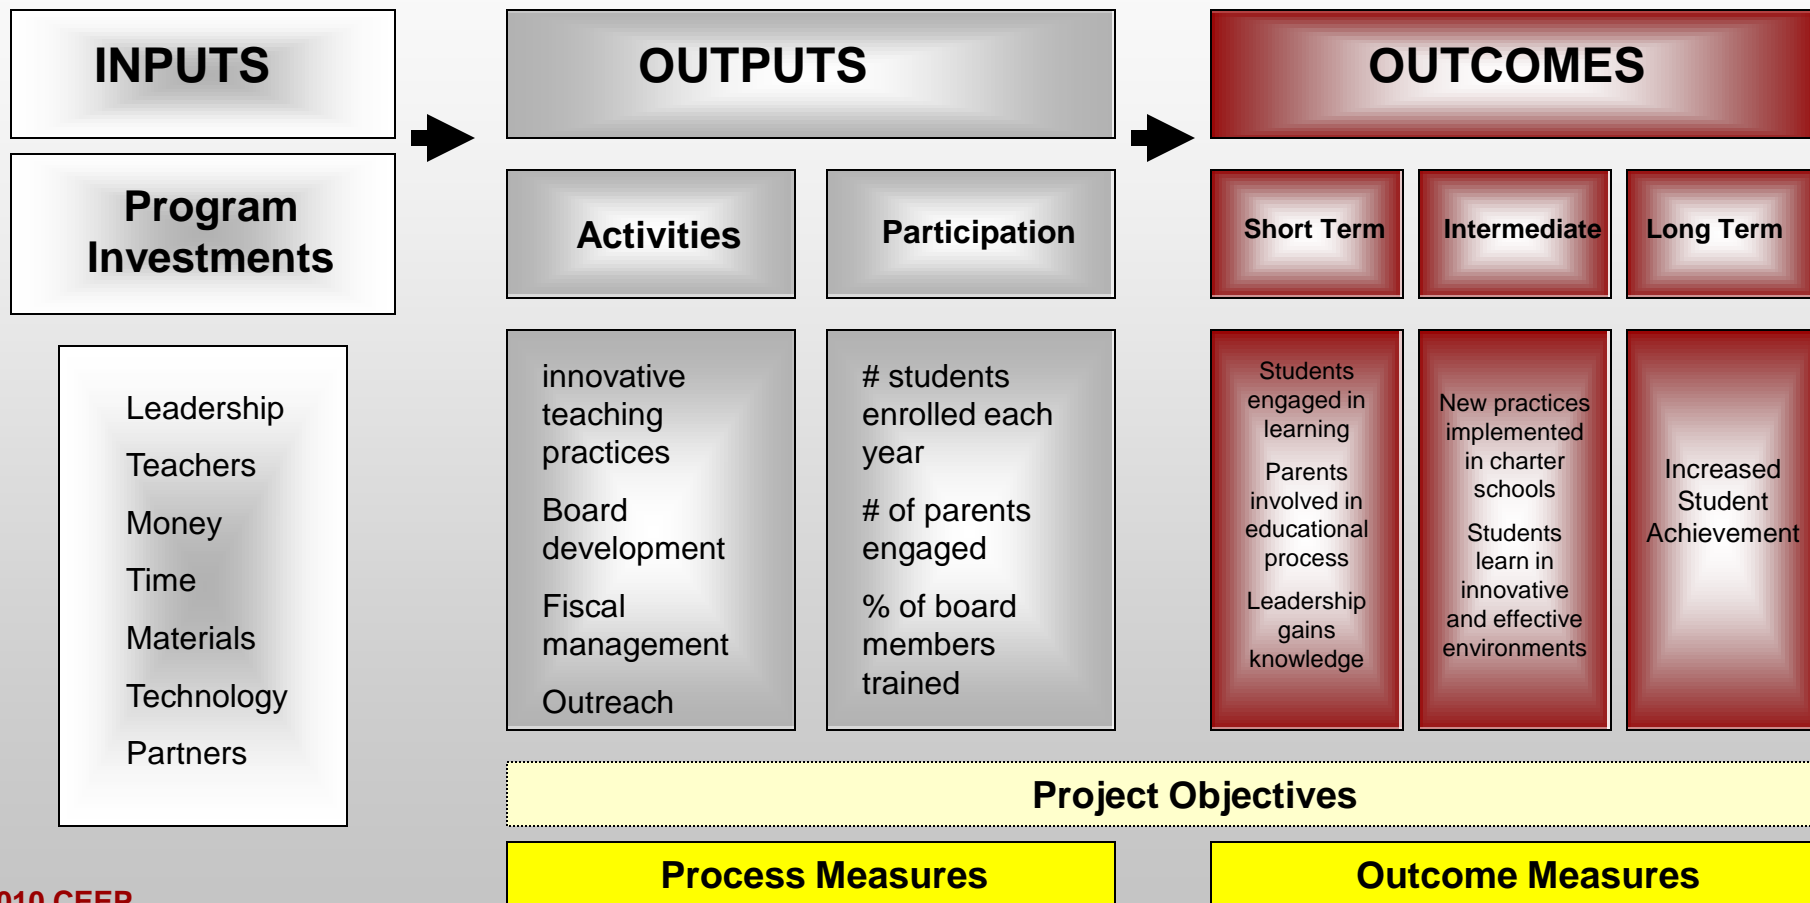 INPUTS
OUTPUTS
OUTCOMES
Program
Investments
Activities
Participation
Short Term
Intermediate
Long Term
Leadership
Teachers
Money
Time
Materials
Technology
Partners
innovative
teaching
practices
Board
development
Fiscal
management
Outreach
# students
enrolled each
year
# of parents
engaged
% of board
members
trained
Students
engaged in
learning
Parents
involved in
educational
process
Leadership
gains
knowledge
New practices
implemented
in charter
schools
Students
learn in
innovative
and effective
environments
Increased
Student
Achievement
Project Objectives
Process Measures
Outcome Measures